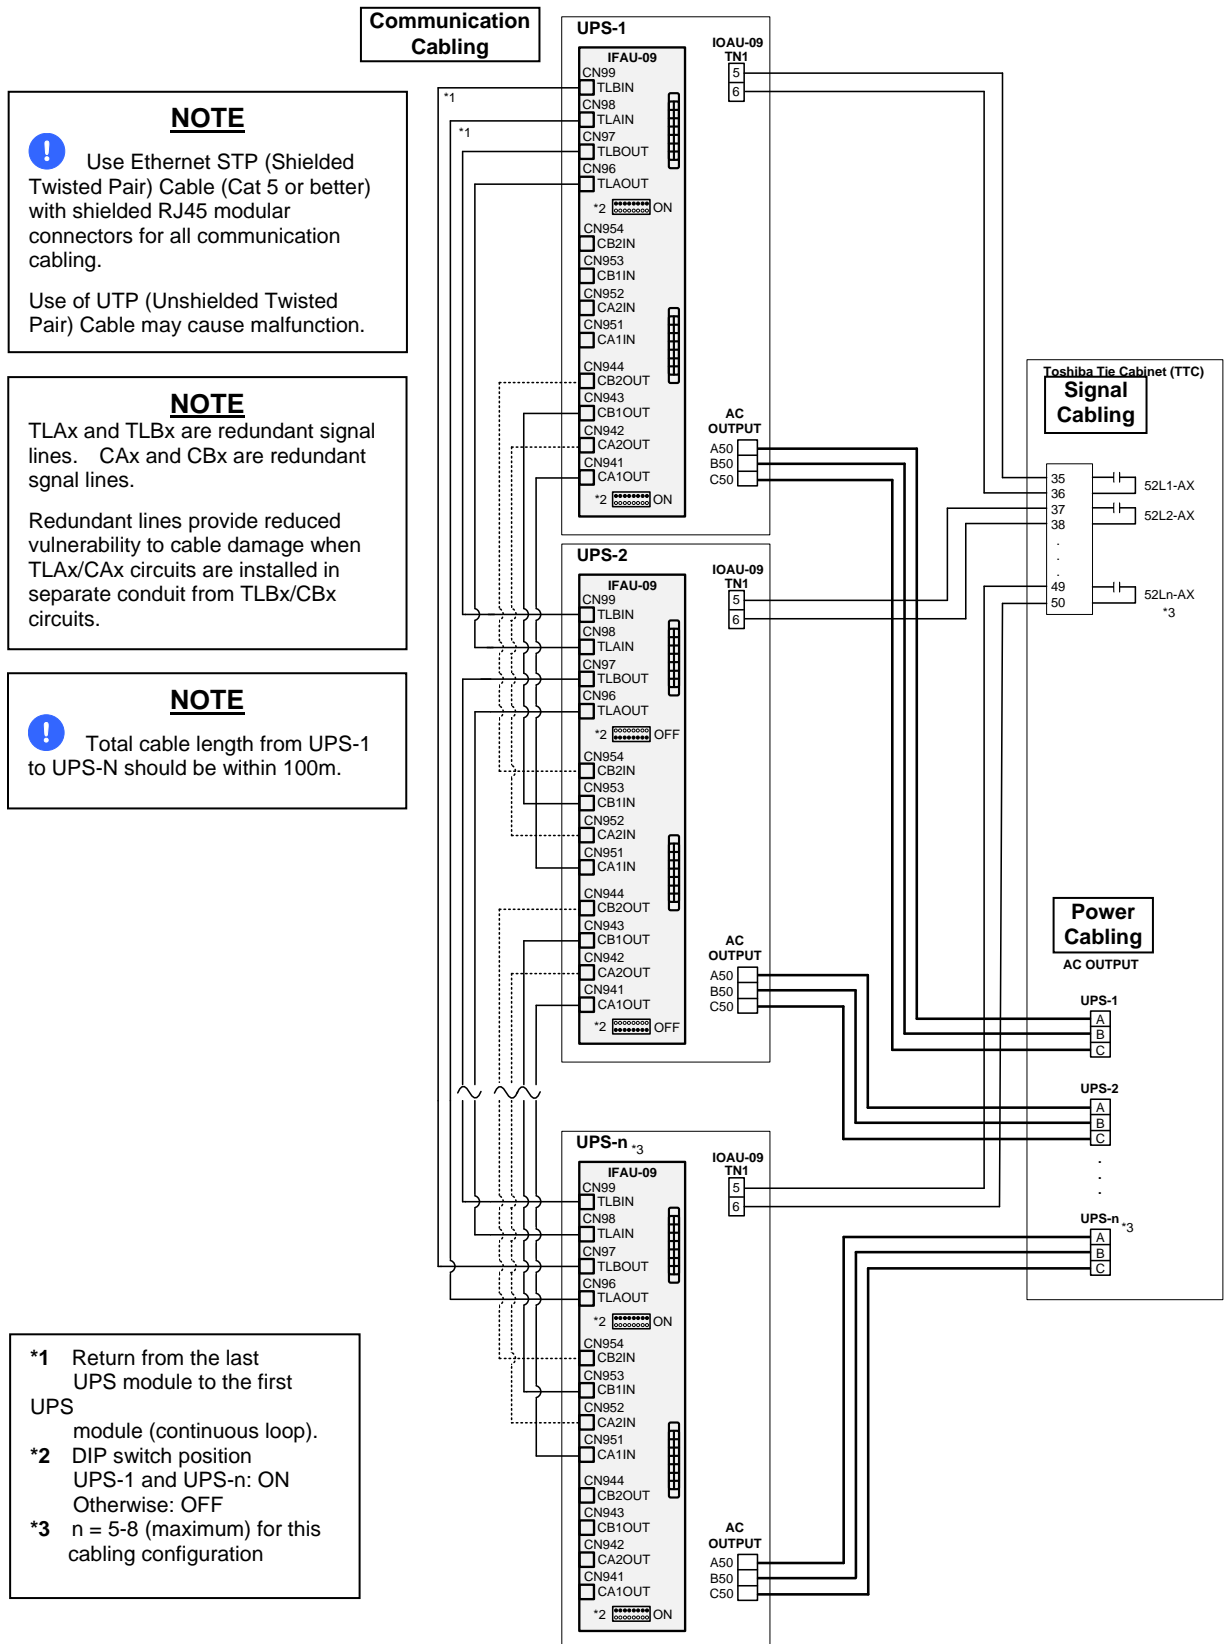 Communication
Cabling
NOTE
! Use Ethernet STP (Shielded
Twisted Pair) Cable (Cat 5 or better)
with shielded RJ45 modular
connectors for all communication
cabling.
Use of UTP (Unshielded Twisted
Pair) Cable may cause malfunction.
NOTE
TLAx and TLBx are redundant signal
lines. CAx and CBx are redundant
sgnal lines.
Redundant lines provide reduced
vulnerability to cable damage when
TLAx/CAx circuits are installed in
separate conduit from TLBx/CBx
circuits.
NOTE
! Total cable length from UPS-1
to UPS-N should be within 100m.
*1 Return from the last
UPS module to the first
UPS
module (continuous loop).
*2 DIP switch position
UPS-1 and UPS-n: ON
Otherwise: OFF
*3 n = 5-8 (maximum) for this
cabling configuration
*1
*1
UPS-1
IFAU-09
CN99
TLBIN
CN98
TLAIN
CN97
TLBOUT
CN96
TLAOUT
*2 ON
CN954
CB2IN
CN953
CB1IN
CN952
CA2IN
CN951
CA1IN
CN944
CB2OUT
CN943
CB1OUT
CN942
CA2OUT
CN941
CA1OUT
*2 ON
IOAU-09
TN1
5
6
AC
OUTPUT
A50
B50
C50
UPS-2
IFAU-09
CN99
TLBIN
CN98
TLAIN
CN97
TLBOUT
CN96
TLAOUT
*2 OFF
CN954
CB2IN
CN953
CB1IN
CN952
CA2IN
CN951
CA1IN
CN944
CB2OUT
CN943
CB1OUT
CN942
CA2OUT
CN941
CA1OUT
*2 OFF
IOAU-09
TN1
5
6
AC
OUTPUT
A50
B50
C50
UPS-n *3
IFAU-09
CN99
TLBIN
CN98
TLAIN
CN97
TLBOUT
CN96
TLAOUT
*2 ON
CN954
CB2IN
CN953
CB1IN
CN952
CA2IN
CN951
CA1IN
CN944
CB2OUT
CN943
CB1OUT
CN942
CA2OUT
CN941
CA1OUT
*2 ON
IOAU-09
TN1
5
6
AC
OUTPUT
A50
B50
C50
Toshiba Tie Cabinet (TTC)
Signal
Cabling
35
36
37
38
.
.
.
49
50
52L1-AX
52L2-AX
52Ln-AX
*3
Power
Cabling
AC OUTPUT
UPS-1
A
B
C
UPS-2
A
B
C
.
.
.
UPS-n *3
A
B
C